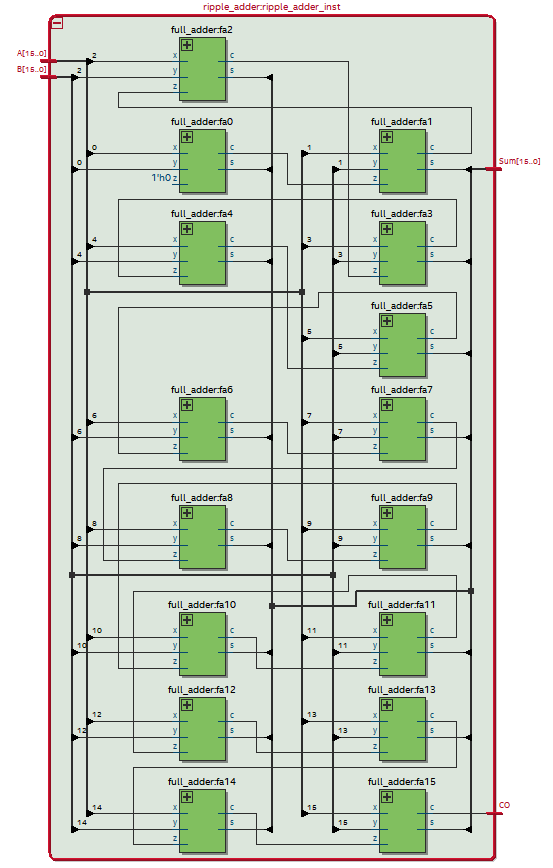 ripple_adder:ripple_adder_inst
full_adder:fa2
A[15..0]
B[15..0]
2 x c
2 y s
z
full_adder:fa0 full_adder:fa1
0 x c 1 x c
0 y s 1 y s
1'h0 z z
Sum[15..0]
full_adder:fa4 full_adder:fa3
4 x c 3 x c
4 y s 3 y s
z z
full_adder:fa5
5 x c
5 y s
z
full_adder:fa6 full_adder:fa7
6 x c 7 x c
6 y s 7 y s
z z
full_adder:fa8 full_adder:fa9
8 x c 9 x c
8 y s 9 y s
z z
full_adder:fa10 full_adder:fa11
10 x c 11 x c
10 y s 11 y s
z z
full_adder:fa12 full_adder:fa13
12 x c 13 x c
12 y s 13 y s
z z
full_adder:fa14 full_adder:fa15
14 x c 15 x c CO
14 y s 15 y s
z z